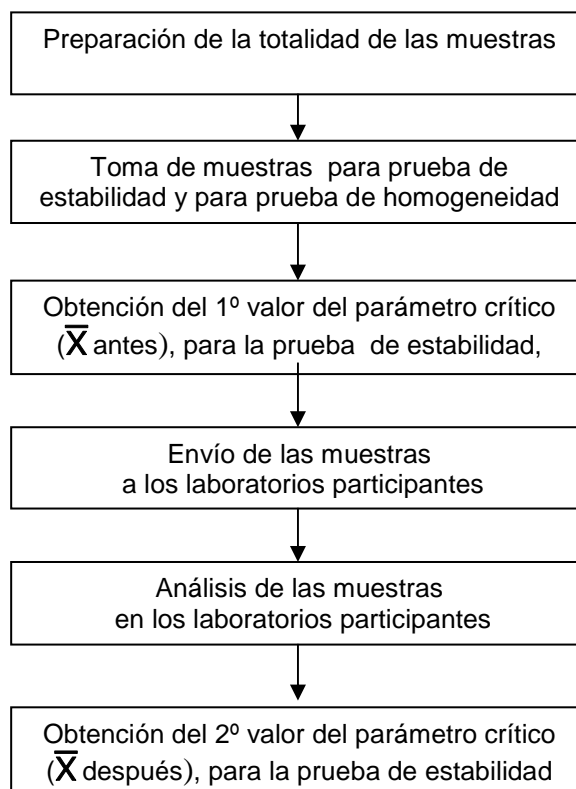 Preparación de la totalidad de las muestras
Toma de muestras para prueba de
estabilidad y para prueba de homogeneidad
Obtención del 1º valor del parámetro crítico
(X̅ antes), para la prueba de estabilidad,
Envío de las muestras
a los laboratorios participantes
Análisis de las muestras
en los laboratorios participantes
Obtención del 2º valor del parámetro crítico
(X̅ después), para la prueba de estabilidad